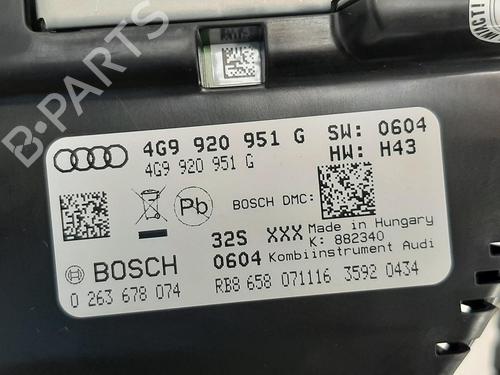 4G9 920 951 G SW: 0604
4G9 920 951 G HW: H43
Pb BOSCH DMC:
32S XXX Made in Hungary
K: 882340
BOSCH 0604 Kombiinstrument Audi
0 263 678 074 RB8 658 071116 3592 0434
B-PARTS